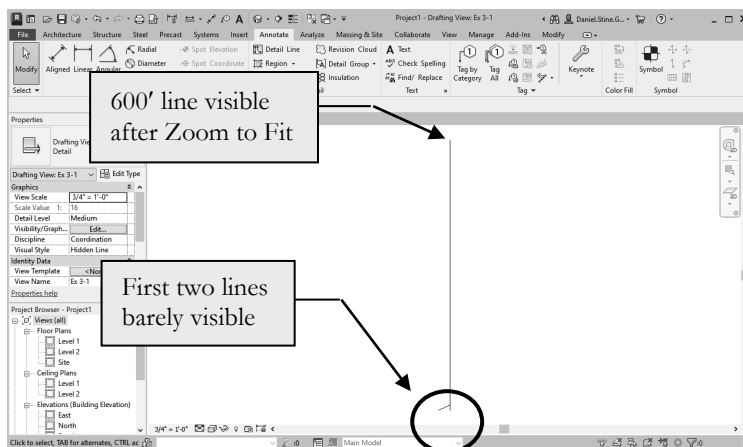 Project1 - Drafting View: Ex 3-1
Daniel.Stine.G...
File Architecture Structure Steel Precast Systems Insert Annotate Analyze Massing & Site Collaborate View Manage Add-Ins Modify
Modify
Aligned Linear Angular
Radial
Diameter
Spot Elevation
Spot Coordinate
Detail Line
Region
Revision Cloud
Detail Group
Insulation
A Text
Check Spelling
Find/ Replace
Tag by Category
Tag All
Keynote
Symbol
Select
Text
Tag
Color Fill
Symbol
600′ line visible
after Zoom to Fit
Properties
Drafting
Detail
Drafting View: Ex 3-1 Edit Type
Graphics
View Scale 3/4" = 1'-0"
Scale Value 1: 16
Detail Level Medium
Visibility/Graph... Edit...
Discipline Coordination
Visual Style Hidden Line
Identity Data
View Template
View Name Ex 3-1
Properties help
First two lines
barely visible
Project Browser - Project1
Views (all)
Floor Plans
Level 1
Level 2
Site
Ceiling Plans
Level 1
Level 2
Elevations (Building Elevation)
East
North
3/4" = 1'-0"
Click to select, TAB for alternates, CTRL ac
:0
Main Model
:0
2D
2D